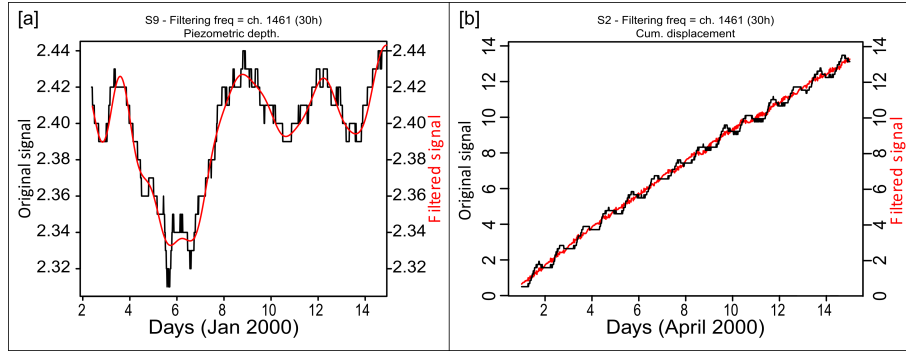 [a]
S9 - Filtering freq = ch. 1461 (30h)
Piezometric depth.
Original signal
2.44
2.42
2.40
2.38
2.36
2.34
2.32
2.44
2.42
2.40
2.38
2.36
2.34
2.32
Filtered signal
2 4 6 8 10 12 14
Days (Jan 2000)
[b]
S2 - Filtering freq = ch. 1461 (30h)
Cum. displacement
Original signal
14
12
10
8
6
4
2
0
14
12
10
8
6
4
2
0
Filtered signal
2 4 6 8 10 12 14
Days (April 2000)